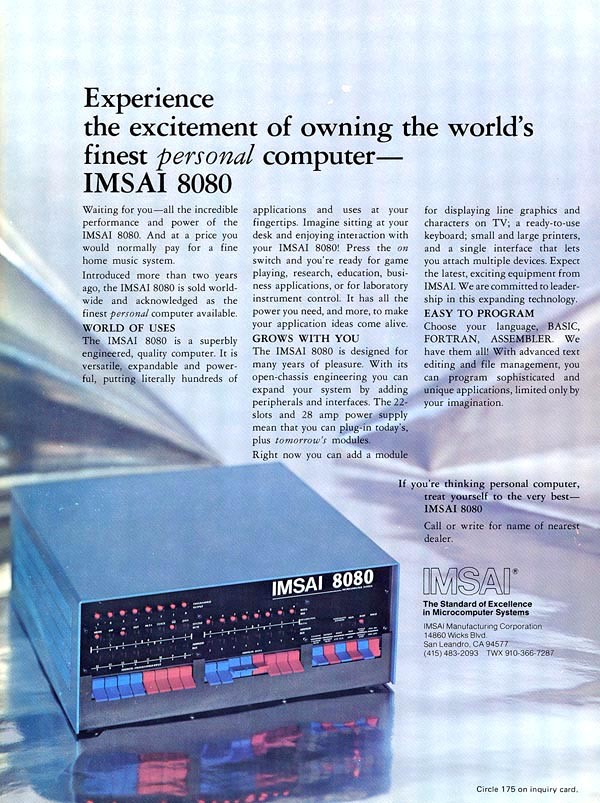 Experience
the excitement of owning the world's
finest personal computer—
IMSAI 8080
Waiting for you—all the incredible
performance and power of the
IMSAI 8080. And at a price you
would normally pay for a fine
home music system.
Introduced more than two years
ago, the IMSAI 8080 is sold world-
wide and acknowledged as the
finest personal computer available.
WORLD OF USES
The IMSAI 8080 is a superbly
engineered, quality computer. It is
versatile, expandable and power-
ful, putting literally hundreds of
applications and uses at your
fingertips. Imagine sitting at your
desk and enjoying interaction with
your IMSAI 8080! Press the on
switch and you're ready for game
playing, research, education, busi-
ness applications, or for laboratory
instrument control. It has all the
power you need, and more, to make
your application ideas come alive.
GROWS WITH YOU
The IMSAI 8080 is designed for
many years of pleasure. With its
open-chassis engineering you can
expand your system by adding
peripherals and interfaces. The 22-
slots and 28 amp power supply
mean that you can plug-in today's,
plus tomorrow's modules.
Right now you can add a module
for displaying line graphics and
characters on TV; a ready-to-use
keyboard; small and large printers,
and a single interface that lets
you attach multiple devices. Expect
the latest, exciting equipment from
IMSAI. We are committed to leader-
ship in this expanding technology.
EASY TO PROGRAM
Choose your language, BASIC,
FORTRAN, ASSEMBLER. We
have them all! With advanced text
editing and file management, you
can program sophisticated and
unique applications, limited only by
your imagination.
If you're thinking personal computer,
treat yourself to the very best—
IMSAI 8080
Call or write for name of nearest
dealer.
IMSAI 8080
IMSAI®
The Standard of Excellence
in Microcomputer Systems
IMSAI Manufacturing Corporation
14860 Wicks Blvd.
San Leandro, CA 94577
(415) 483-2093 TWX 910-366-7287
Circle 175 on inquiry card.